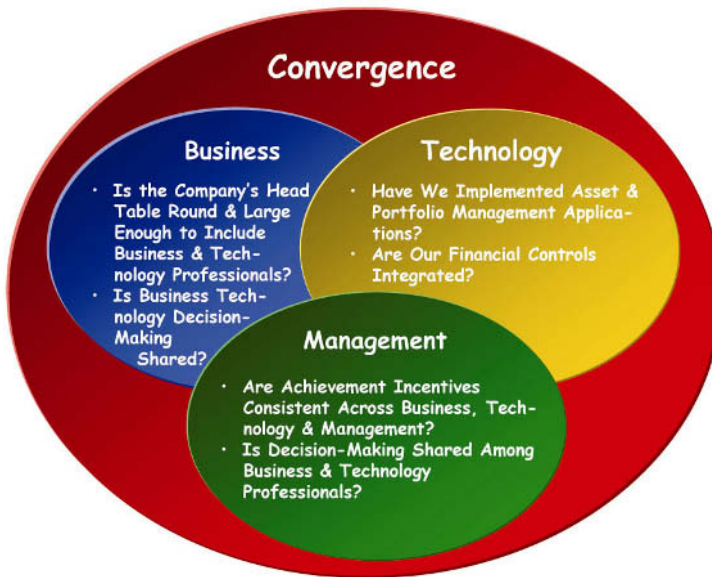 Convergence
Business
• Is the Company's Head
Table Round & Large
Enough to Include
Business & Tech-
nology Professionals?
• Is Business Tech-
nology Decision-
Making
Shared?
Technology
• Have We Implemented Asset &
Portfolio Management Applica-
tions?
• Are Our Financial Controls
Integrated?
Management
• Are Achievement Incentives
Consistent Across Business, Tech-
nology & Management?
• Is Decision-Making Shared Among
Business & Technology
Professionals?